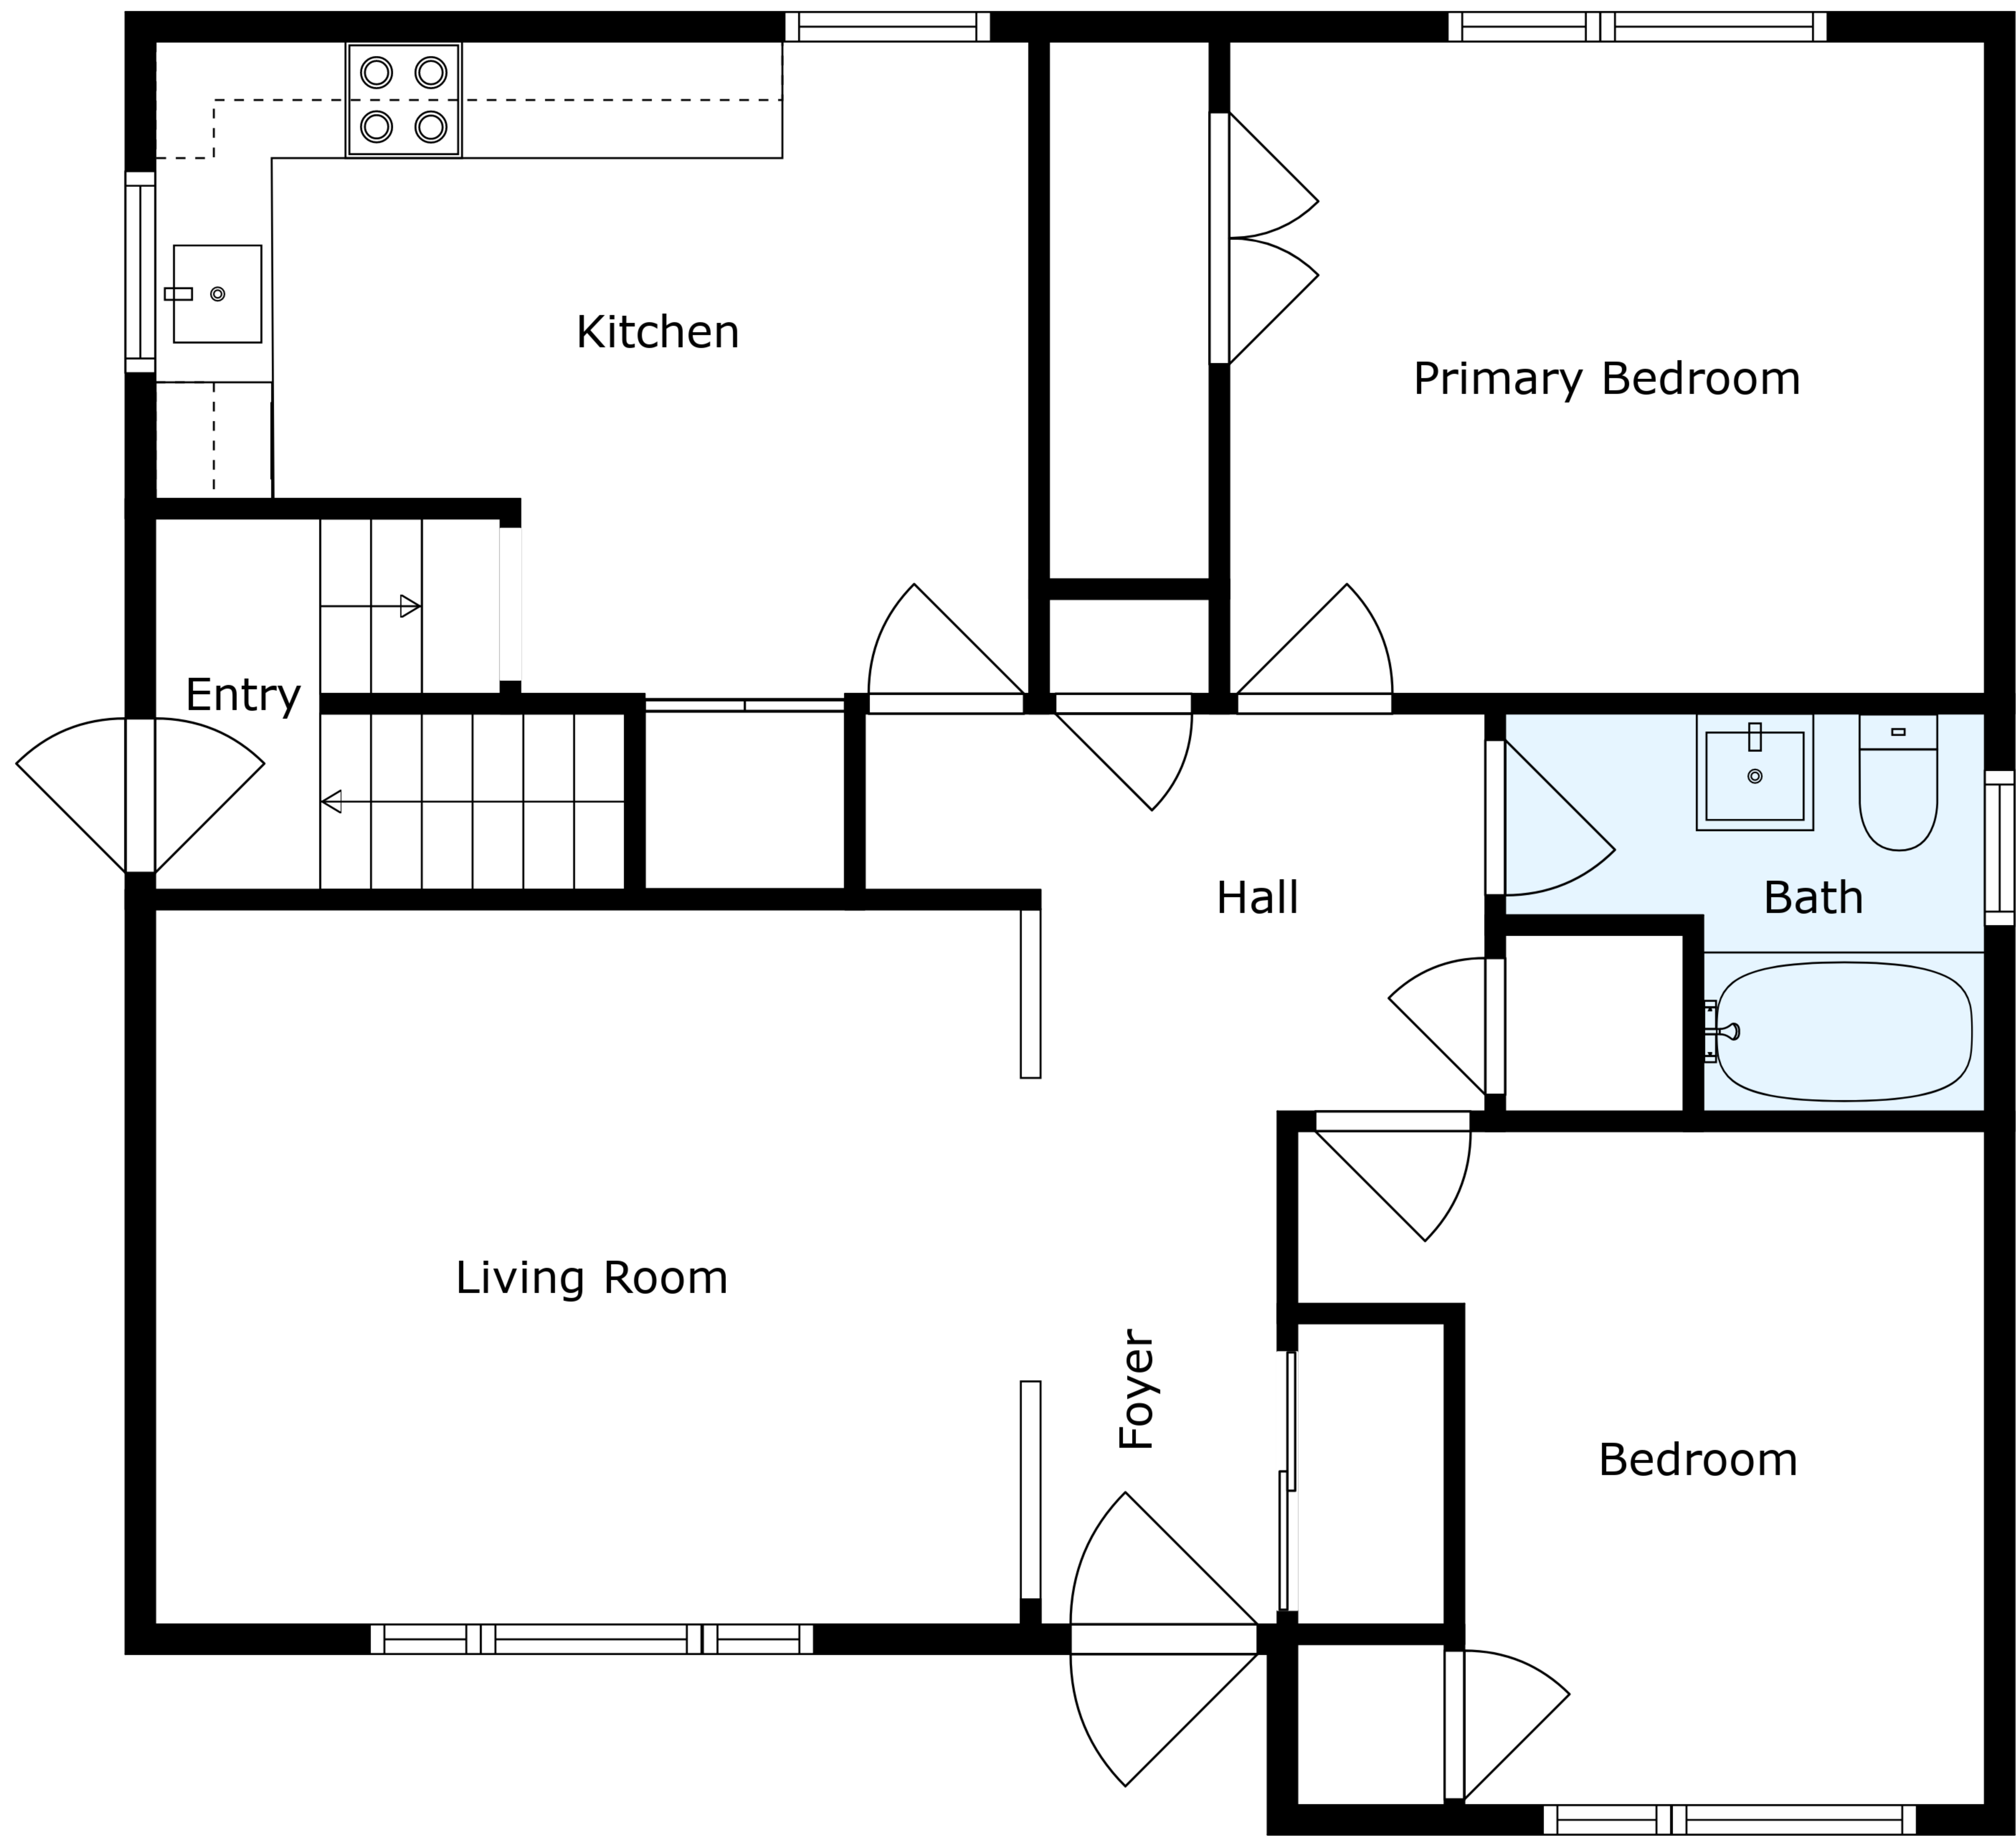 Kitchen
Primary Bedroom
Entry
Hall
Bath
Living Room
Foyer
Bedroom